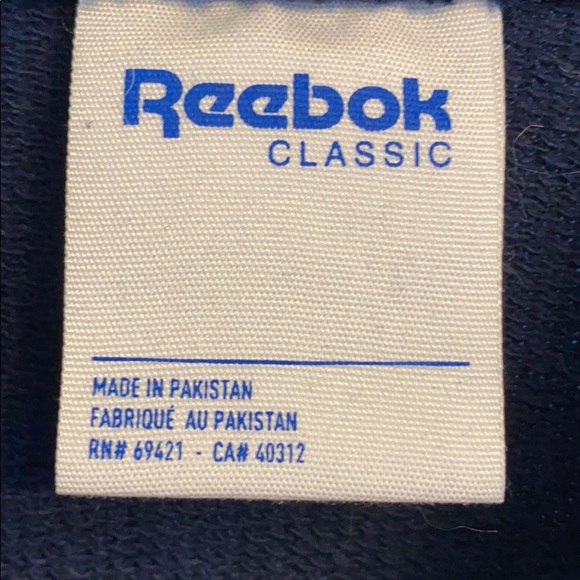 Reebok
CLASSIC
MADE IN PAKISTAN
FABRIQUÉ AU PAKISTAN
RN# 69421 - CA# 40312